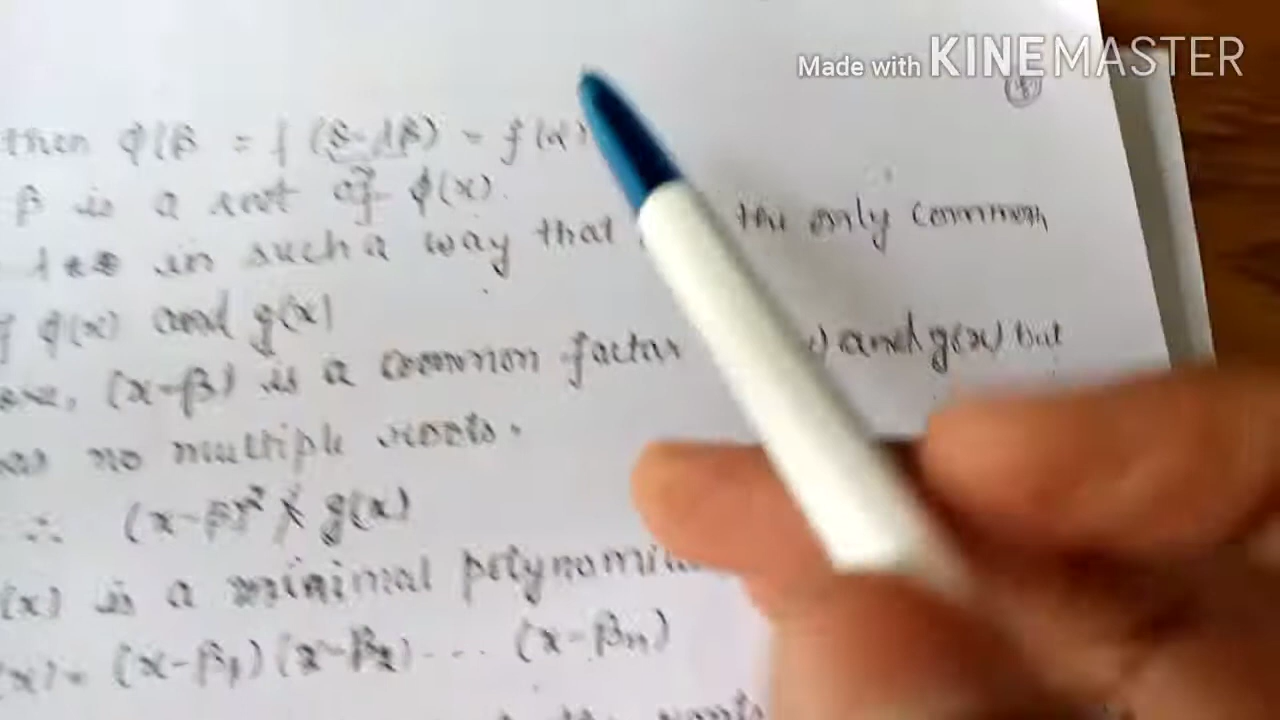 Made with KINEMASTER
then φ(β = f (δ-λβ) = f(α)
β is a root of φ(x).
in such a way that the only common
φ(x) and g(x)
(x-β) is a common factor and g(x) but
no multiple roots.
∴ (x-β)² ∤ g(x)
(x) is a minimal
(x) = (x-β₁)(x-β₂)... (x-βₙ)